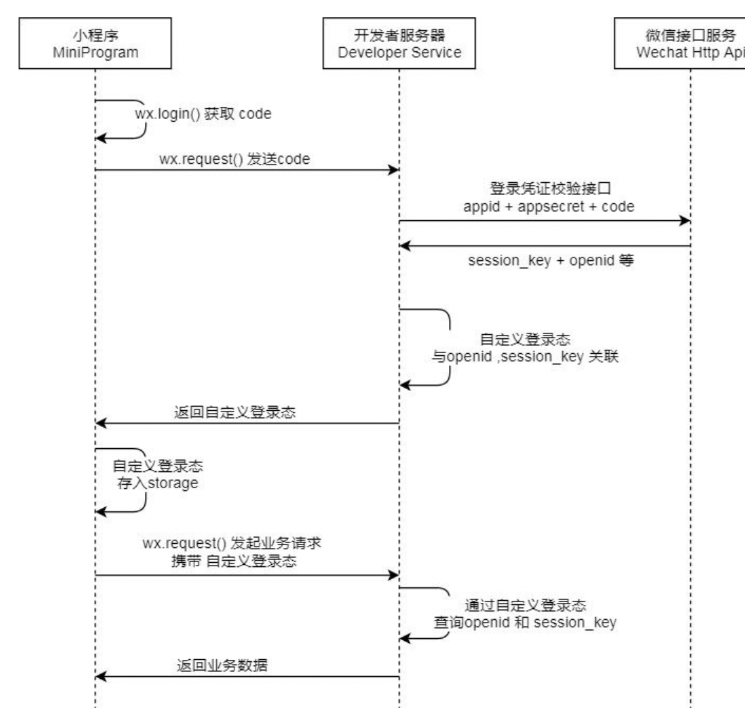 小程序
MiniProgram
开发者服务器
Developer Service
微信接口服务
Wechat Http Api
wx.login() 获取 code
wx.request() 发送code
登录凭证校验接口
appid + appsecret + code
session_key + openid 等
自定义登录态
与openid ,session_key 关联
返回自定义登录态
自定义登录态
存入storage
wx.request() 发起业务请求
携带 自定义登录态
通过自定义登录态
查询openid 和 session_key
返回业务数据